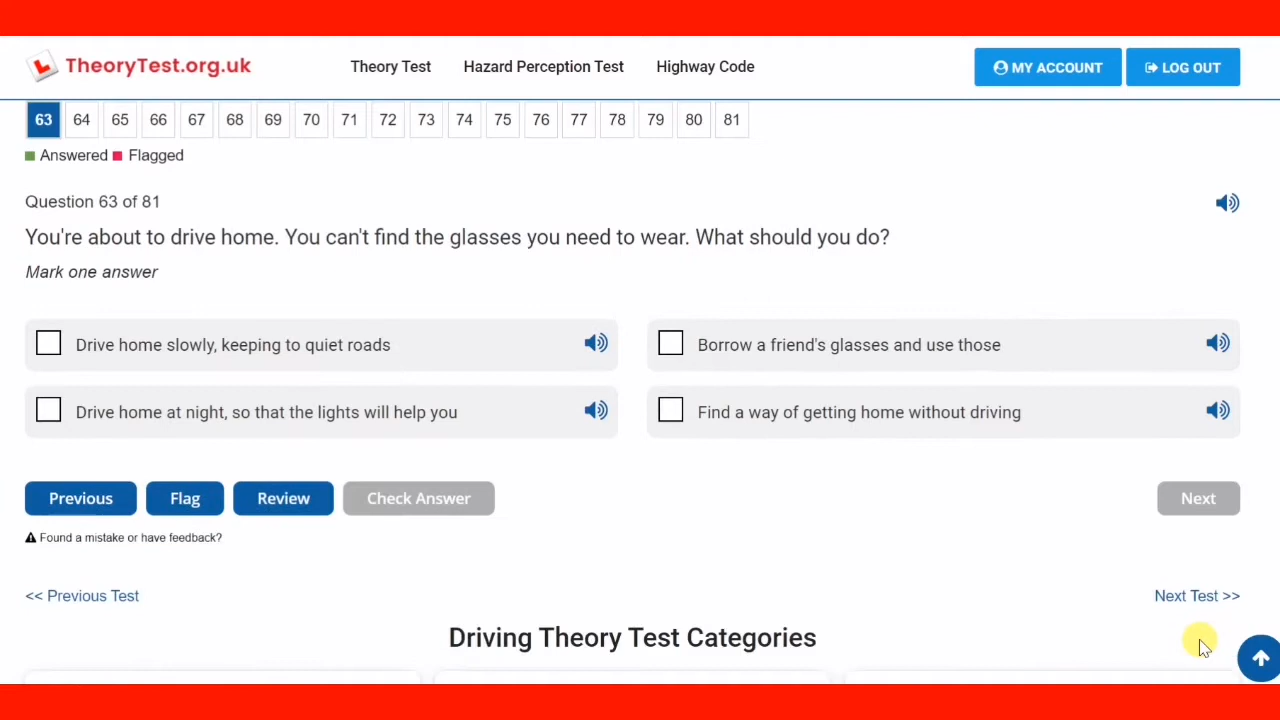 TheoryTest.org.uk
Theory Test Hazard Perception Test Highway Code
MY ACCOUNT LOG OUT
63 64 65 66 67 68 69 70 71 72 73 74 75 76 77 78 79 80 81
Answered Flagged
Question 63 of 81
You're about to drive home. You can't find the glasses you need to wear. What should you do?
Mark one answer
Drive home slowly, keeping to quiet roads
Borrow a friend's glasses and use those
Drive home at night, so that the lights will help you
Find a way of getting home without driving
Previous Flag Review Check Answer Next
Found a mistake or have feedback?
<< Previous Test Next Test >>
Driving Theory Test Categories